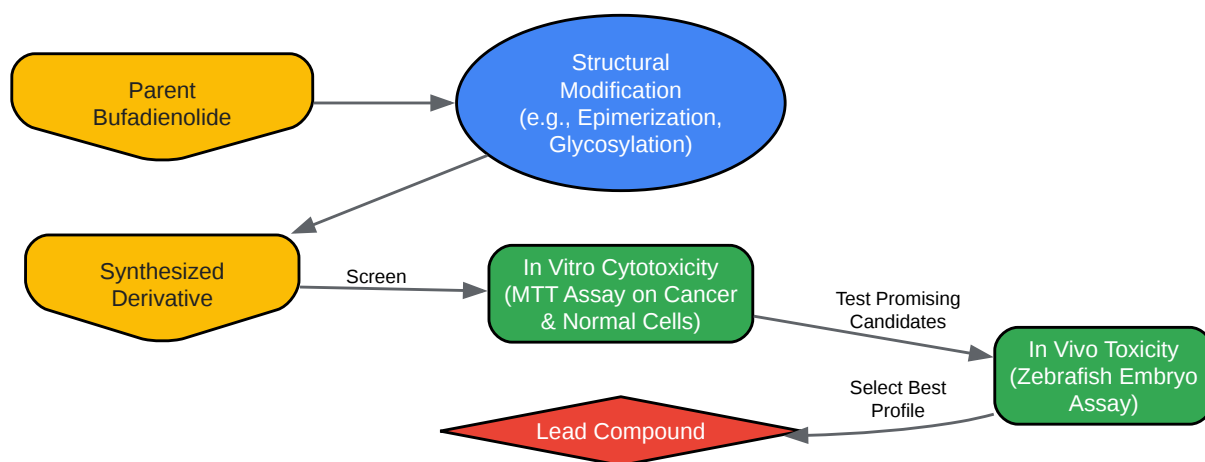 Parent
Bufadienolide
Structural
Modification
(e.g., Epimerization,
Glycosylation)
Synthesized
Derivative
Screen
In Vitro Cytotoxicity
(MTT Assay on Cancer
& Normal Cells)
Test Promising
Candidates
In Vivo Toxicity
(Zebrafish Embryo
Assay)
Select Best
Profile
Lead Compound